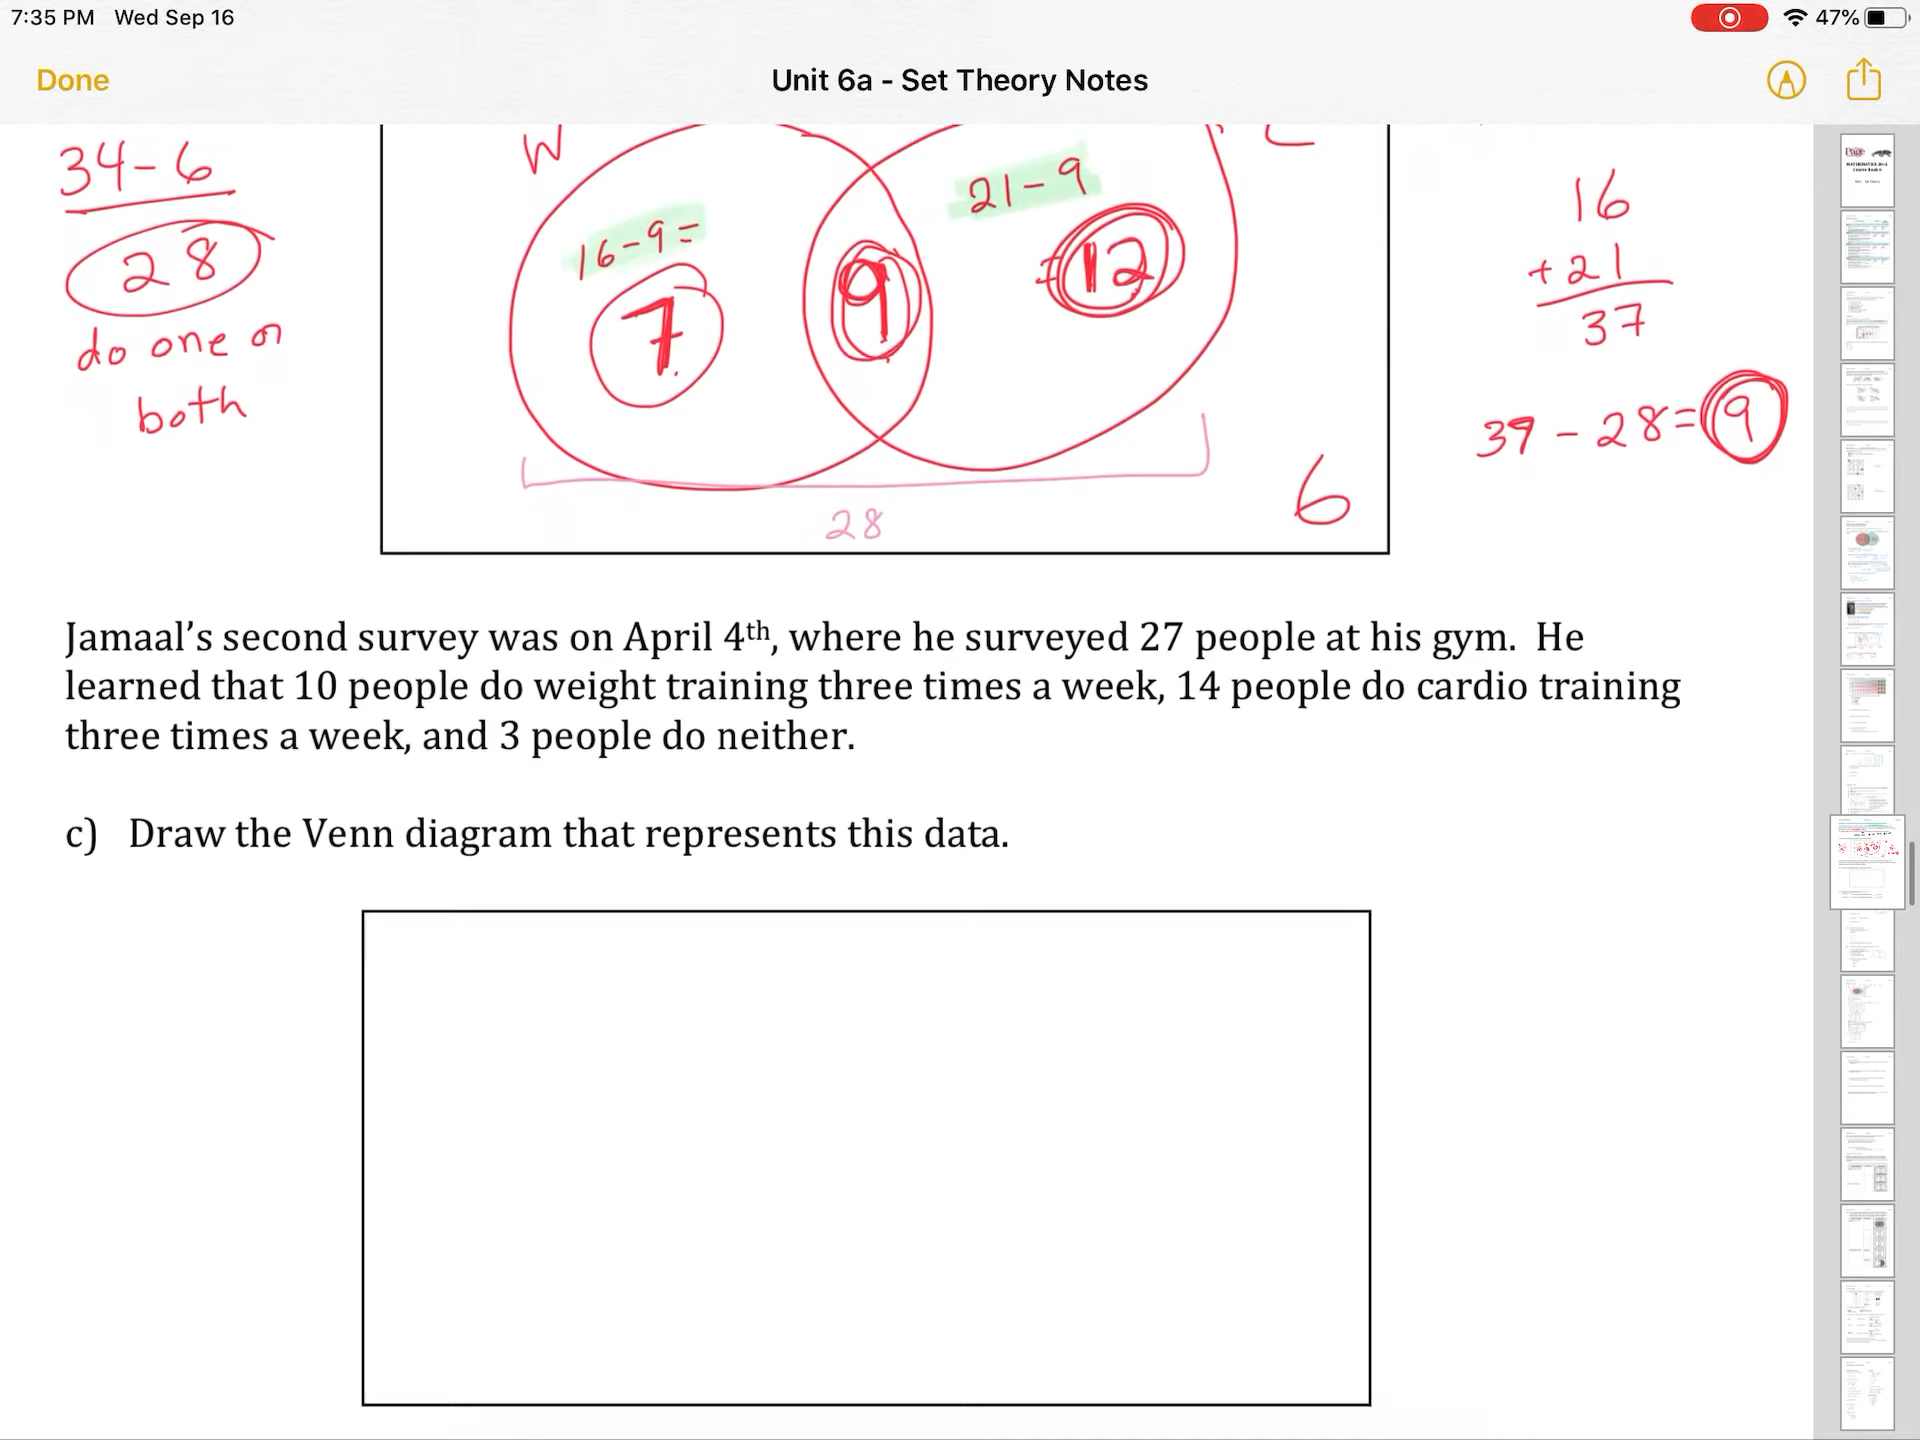 7:35 PM Wed Sep 16
47%
Done
Unit 6a - Set Theory Notes
34-6
28
do one or
both
W
C
16-9=
7
9
21-9
=12
28
6
16
+21
37
37-28=9
Jamaal’s second survey was on April 4th, where he surveyed 27 people at his gym. He
learned that 10 people do weight training three times a week, 14 people do cardio training
three times a week, and 3 people do neither.
c) Draw the Venn diagram that represents this data.